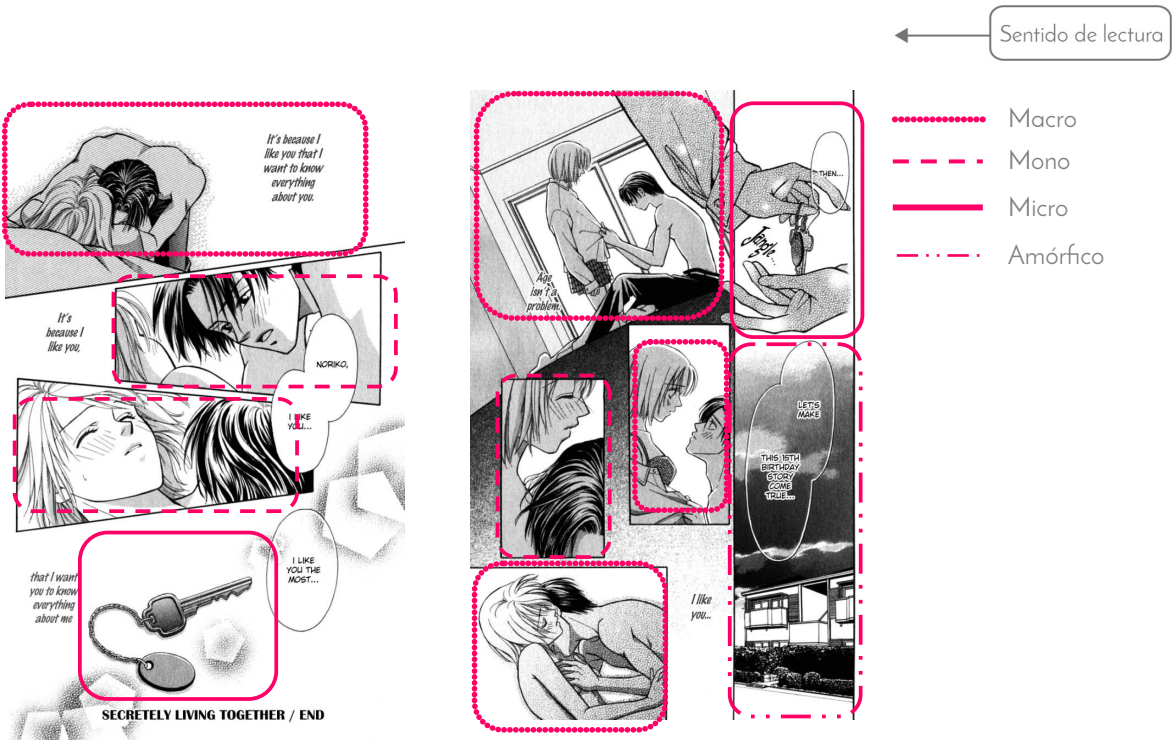 Sentido de lectura
Macro
Mono
Micro
Amórfico
THEN...
Jangle...
LET'S
MAKE
THIS 15TH
BIRTHDAY
STORY
COME
TRUE...
Age
isn't a
problem.
I like
you...
It's because I
like you that I
want to know
everything
about you.
NORIKO,
It's
because I
like you,
I LIKE
YOU...
I LIKE
YOU THE
MOST...
that I want
you to know
everything
about me
SECRETELY LIVING TOGETHER / END